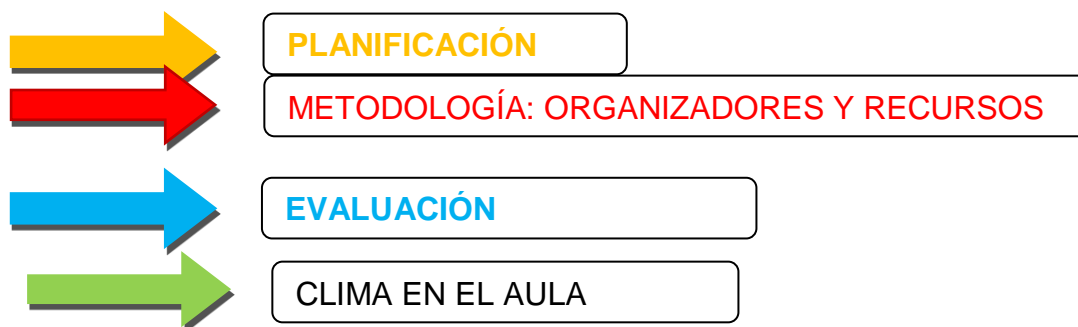 PLANIFICACIÓN
METODOLOGÍA: ORGANIZADORES Y RECURSOS
EVALUACIÓN
CLIMA EN EL AULA